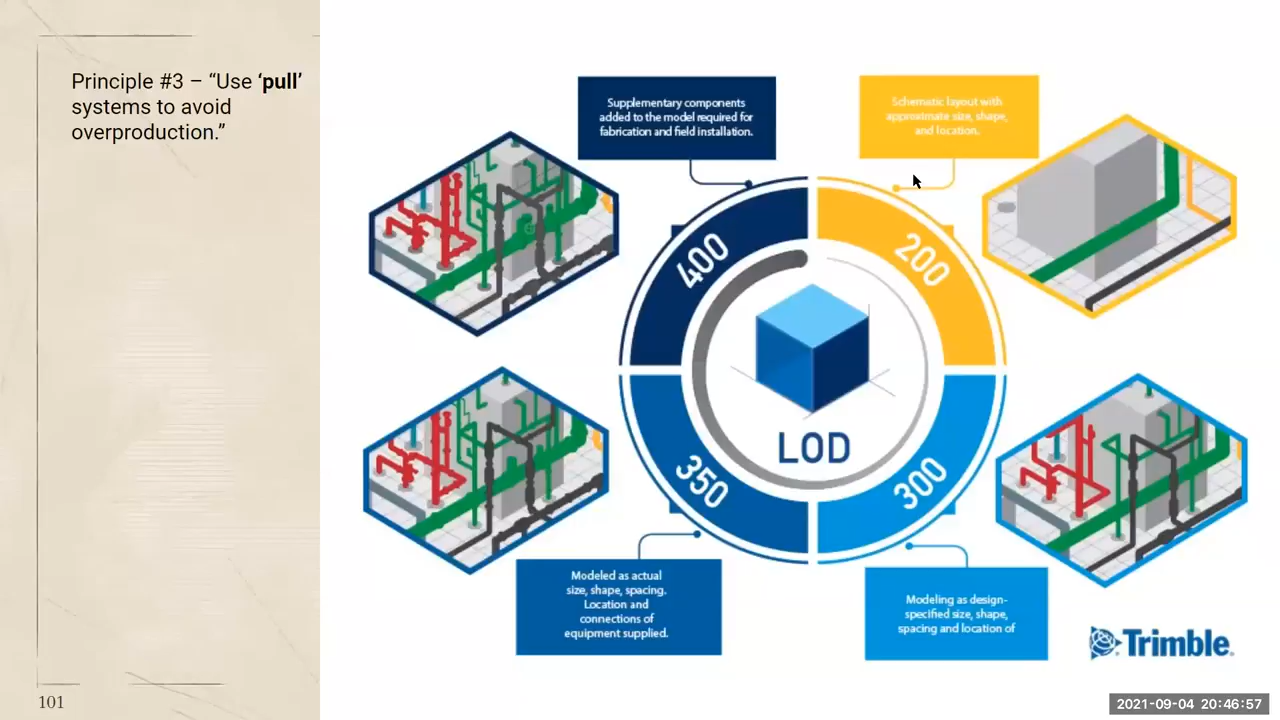 Principle #3 – “Use ‘pull’
systems to avoid
overproduction.”
Supplementary components
added to the model required for
fabrication and field installation.
Schematic layout with
approximate size, shape,
and location.
400
200
LOD
350
300
Modeled as actual
size, shape, spacing.
Location and
connections of
equipment supplied.
Modeling as design-
specified size, shape,
spacing and location of
Trimble.
101
2021-09-04 20:46:57